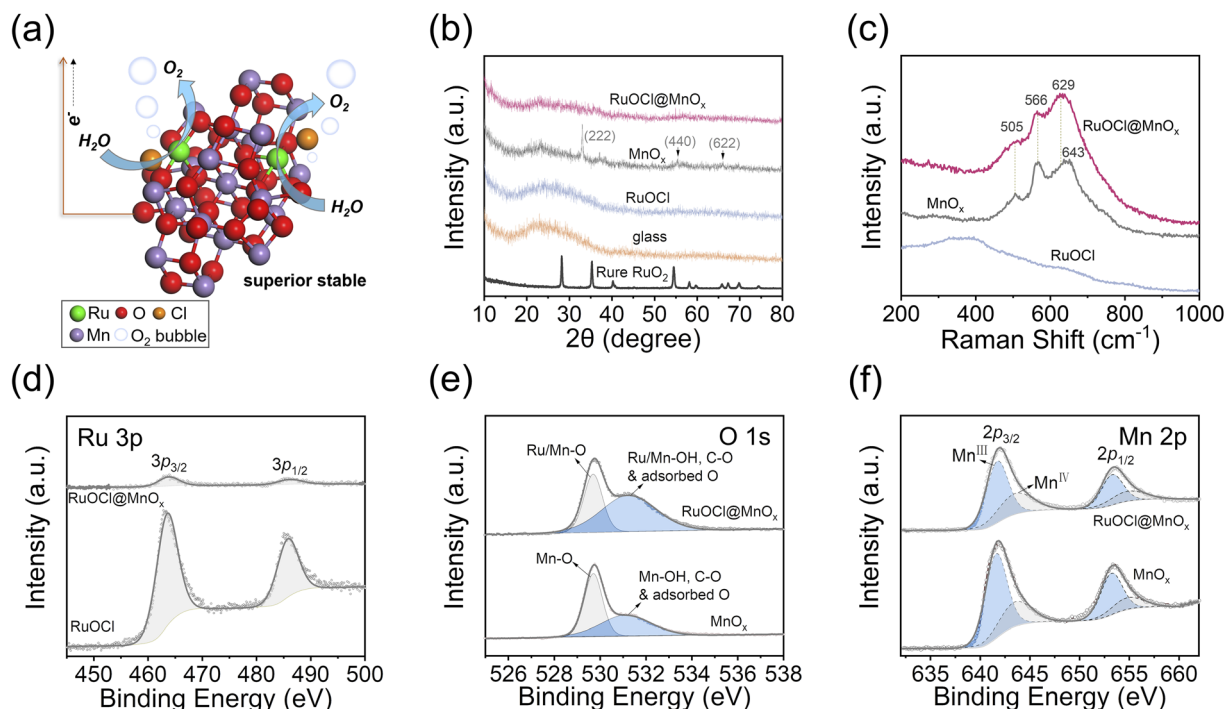 (a)
e⁻
O₂
O₂
H₂O
H₂O
superior stable
Ru O Cl
Mn O₂ bubble
(b)
Intensity (a.u.)
RuOCl@MnOₓ
(222)
(440)
(622)
MnOₓ
RuOCl
glass
Rure RuO₂
10 20 30 40 50 60 70 80
2θ (degree)
(c)
Intensity (a.u.)
629
566
505
RuOCl@MnOₓ
643
MnOₓ
RuOCl
200 400 600 800 1000
Raman Shift (cm⁻¹)
(d)
Intensity (a.u.)
Ru 3p
3p₃/₂
3p₁/₂
RuOCl@MnOₓ
RuOCl
450 460 470 480 490 500
Binding Energy (eV)
(e)
Intensity (a.u.)
O 1s
Ru/Mn-O
Ru/Mn-OH, C-O
& adsorbed O
RuOCl@MnOₓ
Mn-O
Mn-OH, C-O
& adsorbed O
MnOₓ
526 528 530 532 534 536 538
Binding Energy (eV)
(f)
Intensity (a.u.)
Mn 2p
2p₃/₂
Mnᴵᴵᴵ
Mnᴵⱽ
2p₁/₂
RuOCl@MnOₓ
MnOₓ
635 640 645 650 655 660
Binding Energy (eV)